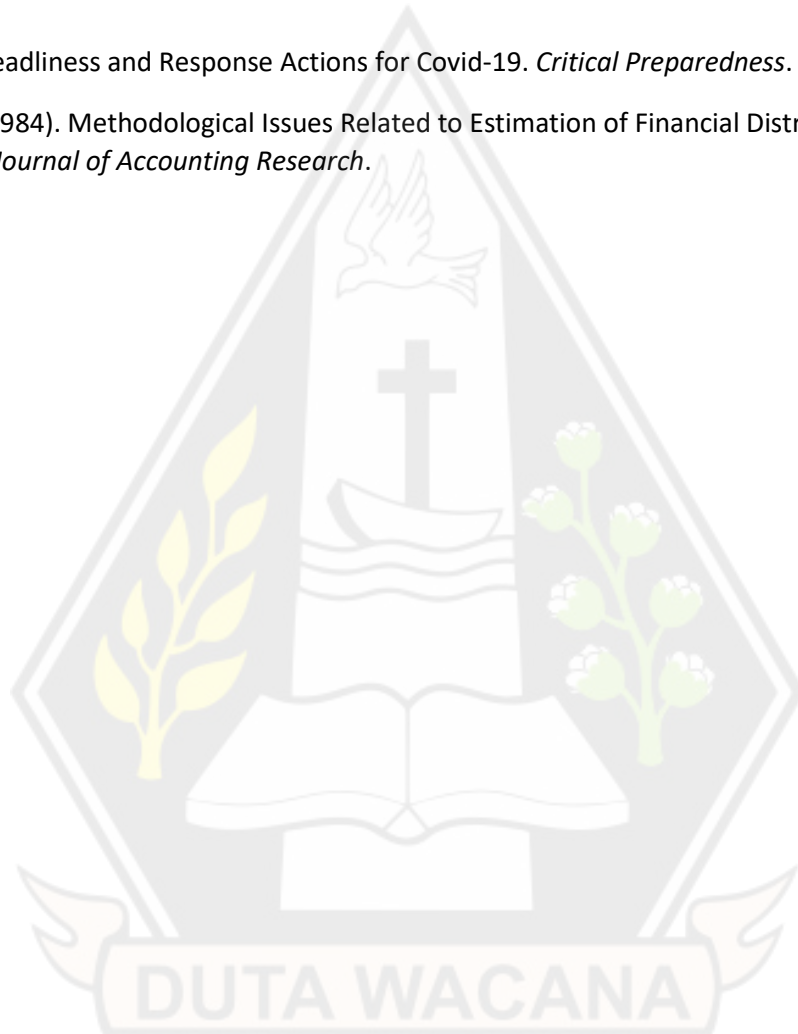 eadliness and Response Actions for Covid-19. Critical Preparedness.
984). Methodological Issues Related to Estimation of Financial Distr
Journal of Accounting Research.
DUTA WACANA